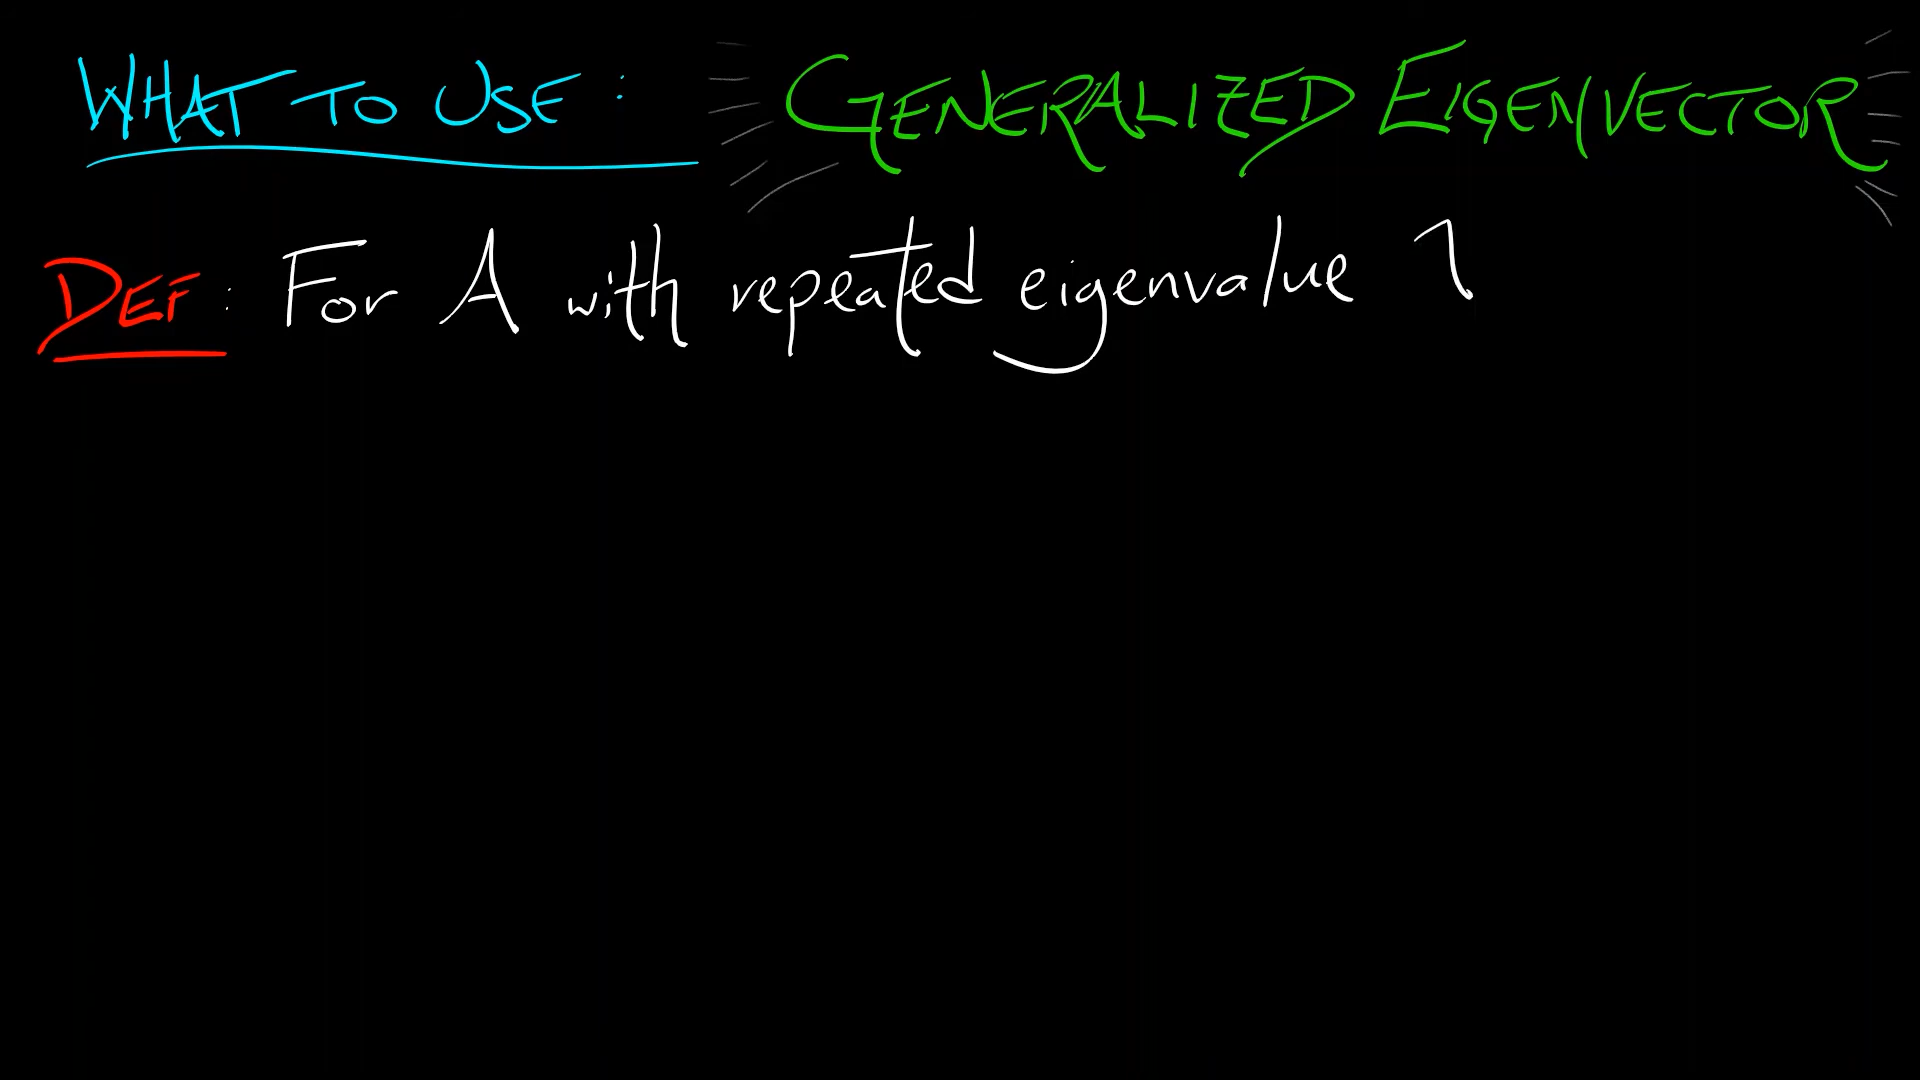 WHAT TO USE: GENERALIZED EIGENVECTOR
DEF: For A with repeated eigenvalue